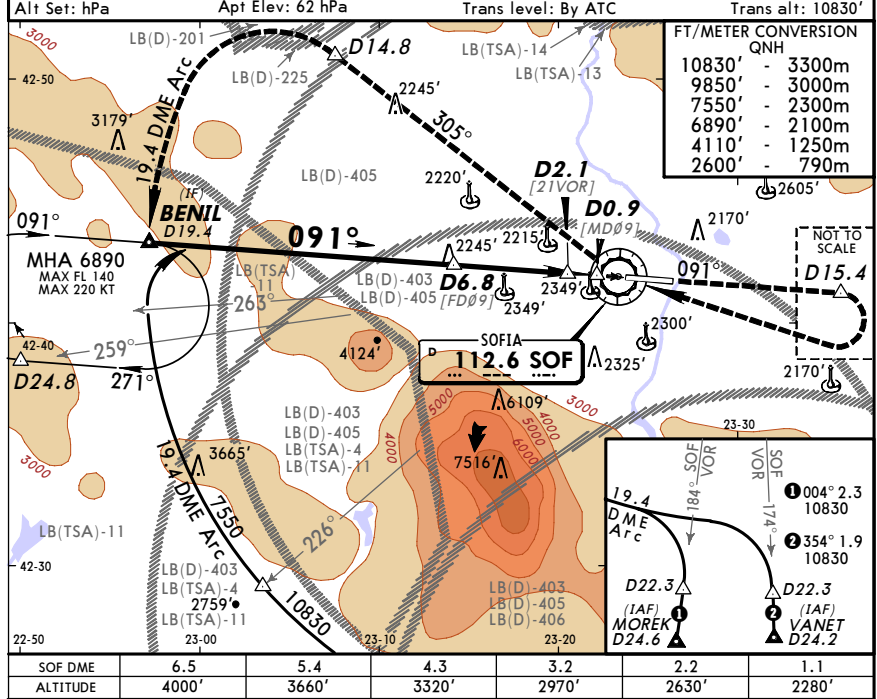 Alt Set: hPa Apt Elev: 62 hPa Trans level: By ATC Trans alt: 10830'
3000
LB(D)-201
D14.8
LB(TSA)-14
FT/METER CONVERSION
QNH
10830' - 3300m
9850' - 3000m
7550' - 2300m
6890' - 2100m
4110' - 1250m
2600' - 790m
LB(D)-225
LB(TSA)-13
42-50
2245'
3179'
19.4 DME Arc
305°
LB(D)-405
D2.1
[21VOR]
2220'
2605'
(IF)
BENIL
D19.4
D0.9
[MD09]
2170'
091°
091°
2215'
2245'
NOT TO
SCALE
MHA 6890
MAX FL 140
MAX 220 KT
LB(TSA)
11
LB(D)-403
LB(D)-405
D6.8
[FD09]
2349'
2349'
091°
D15.4
263°
2300'
259°
4124'
SOFIA
D 112.6 SOF
2325'
42-40
D24.8
271°
2170'
5000
6109'
4000
3000
5000
6000
4000
LB(D)-403
LB(D)-405
LB(TSA)-4
LB(TSA)-11
23-30
3665'
7516'
3000
19.4 DME Arc
7550
226°
LB(TSA)-11
10830
42-30
LB(D)-403
LB(TSA)-4
2759'
LB(TSA)-11
LB(D)-403
LB(D)-405
LB(D)-406
19.4
DME
Arc
184°
SOF
VOR
SOF
VOR
174°
1 004° 2.3
10830
2 354° 1.9
10830
D22.3
D22.3
(IAF)
MOREK
D24.6
1
2
(IAF)
VANET
D24.2
22-50 23-00 23-10 23-20
SOF DME 6.5 5.4 4.3 3.2 2.2 1.1
ALTITUDE 4000' 3660' 3320' 2970' 2630' 2280'